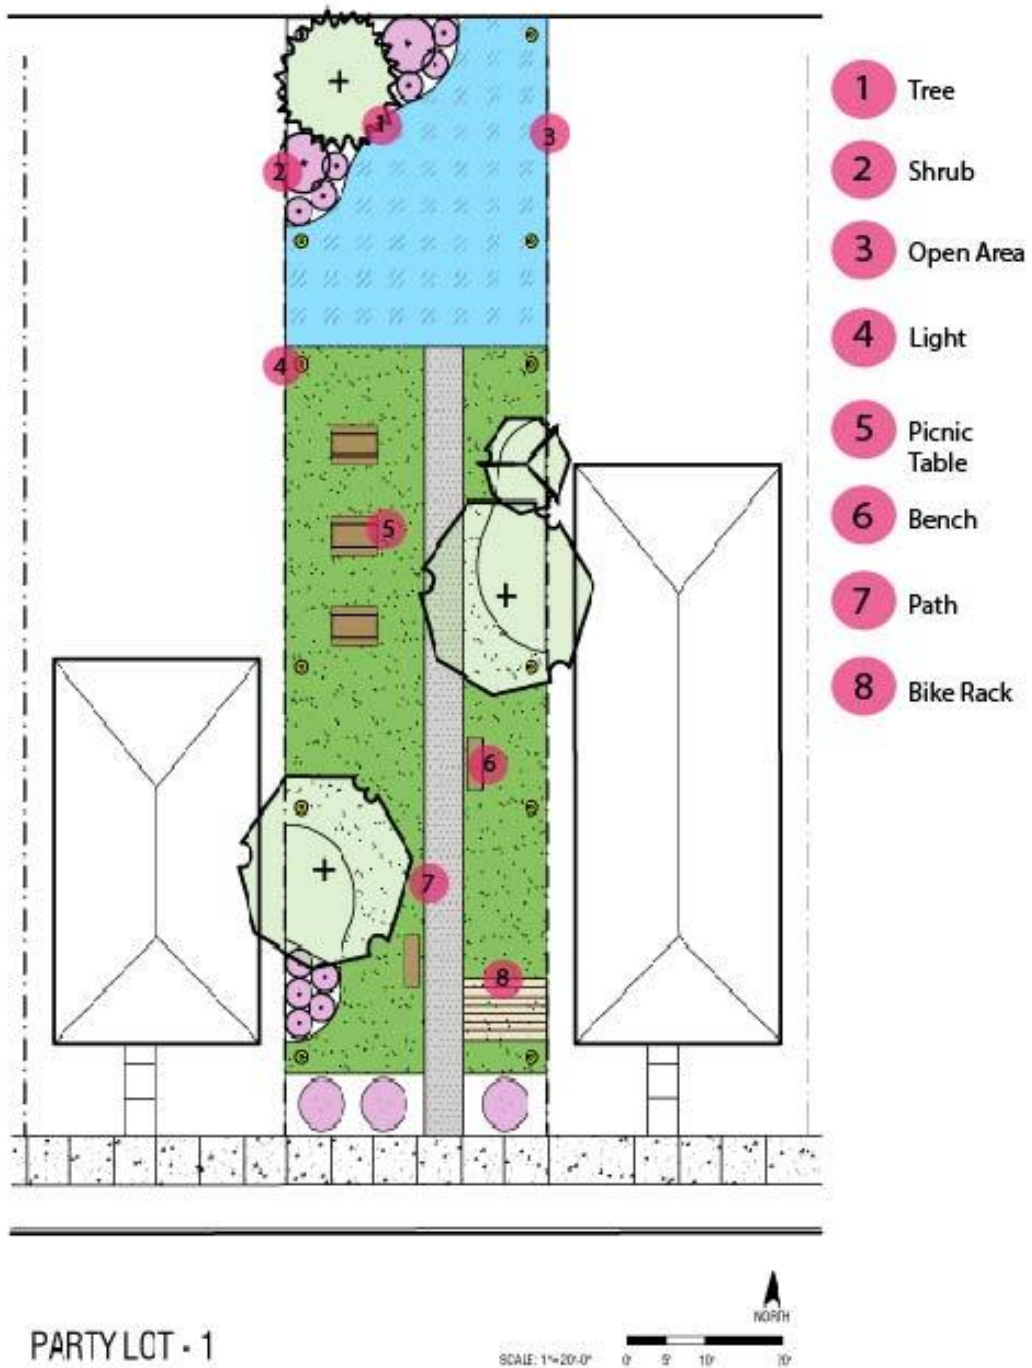 1 Tree
2 Shrub
3 Open Area
4 Light
5 Picnic
Table
6 Bench
7 Path
8 Bike Rack
1
3
2
4
5
6
7
8
NORTH
PARTY LOT - 1
SCALE: 1"=20'-0"
0' 5' 10' 20'